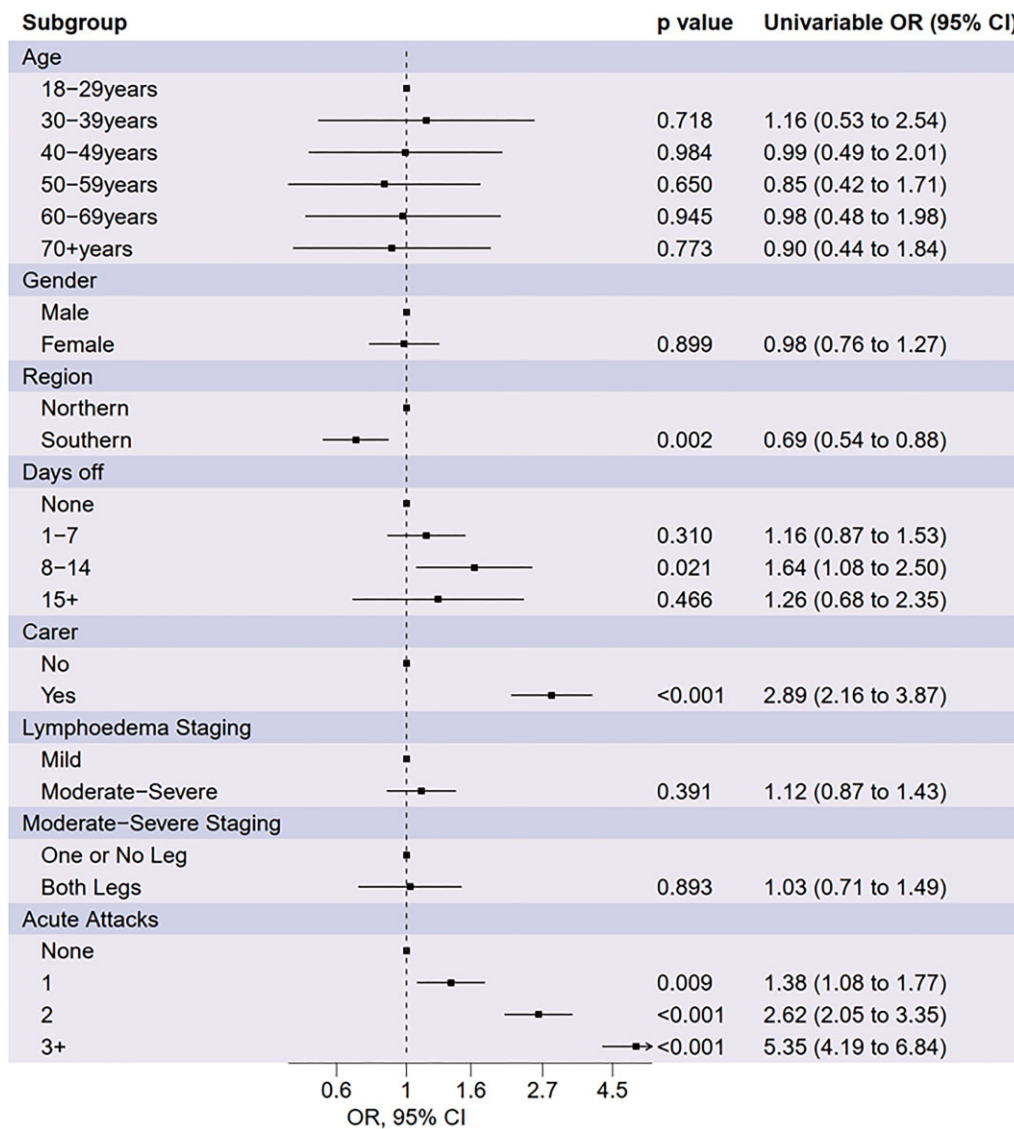 Subgroup p value Univariable OR (95% CI)
Age
18−29years
30−39years 0.718 1.16 (0.53 to 2.54)
40−49years 0.984 0.99 (0.49 to 2.01)
50−59years 0.650 0.85 (0.42 to 1.71)
60−69years 0.945 0.98 (0.48 to 1.98)
70+years 0.773 0.90 (0.44 to 1.84)
Gender
Male
Female 0.899 0.98 (0.76 to 1.27)
Region
Northern
Southern 0.002 0.69 (0.54 to 0.88)
Days off
None
1−7 0.310 1.16 (0.87 to 1.53)
8−14 0.021 1.64 (1.08 to 2.50)
15+ 0.466 1.26 (0.68 to 2.35)
Carer
No
Yes <0.001 2.89 (2.16 to 3.87)
Lymphoedema Staging
Mild
Moderate−Severe 0.391 1.12 (0.87 to 1.43)
Moderate−Severe Staging
One or No Leg
Both Legs 0.893 1.03 (0.71 to 1.49)
Acute Attacks
None
1 0.009 1.38 (1.08 to 1.77)
2 <0.001 2.62 (2.05 to 3.35)
3+ <0.001 5.35 (4.19 to 6.84)
0.6 1 1.6 2.7 4.5
OR, 95% CI